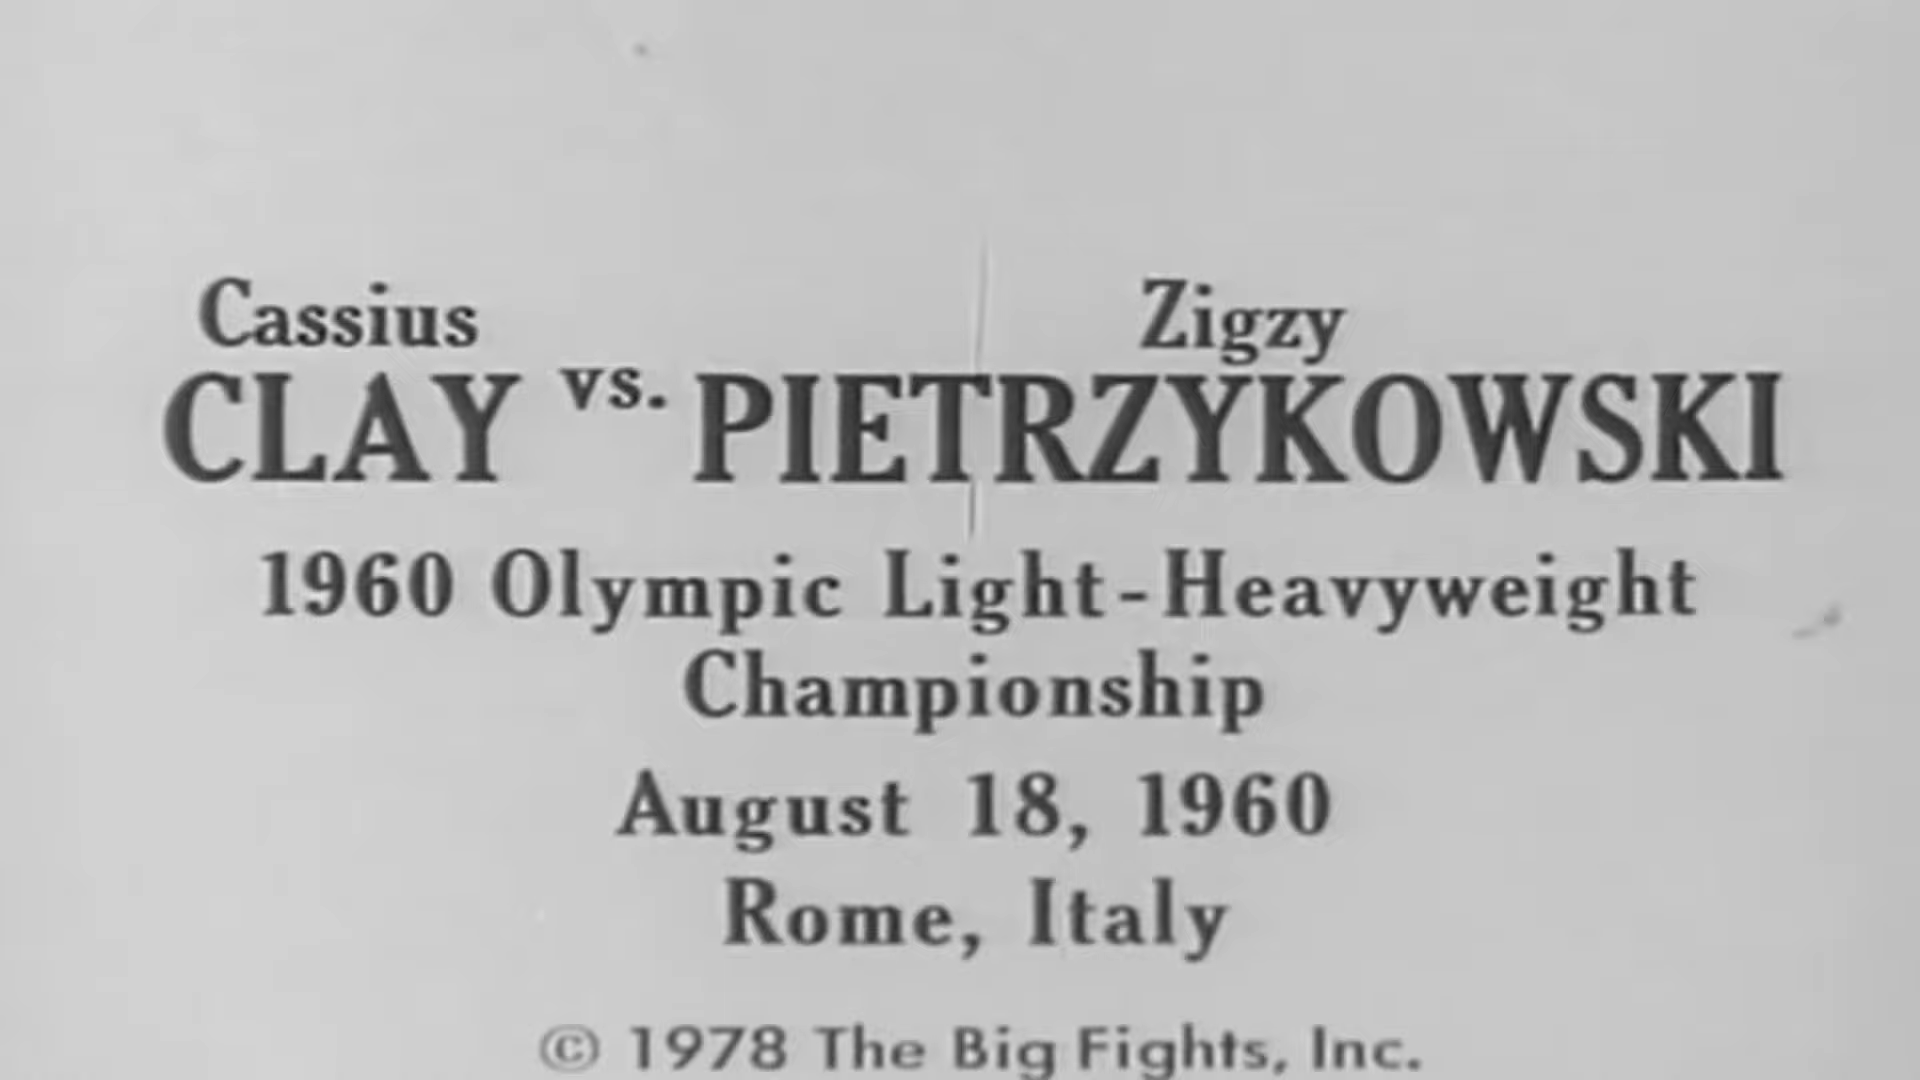 Cassius Zigzy
CLAY vs. PIETRZYKOWSKI
1960 Olympic Light-Heavyweight
Championship
August 18, 1960
Rome, Italy
© 1978 The Big Fights, Inc.